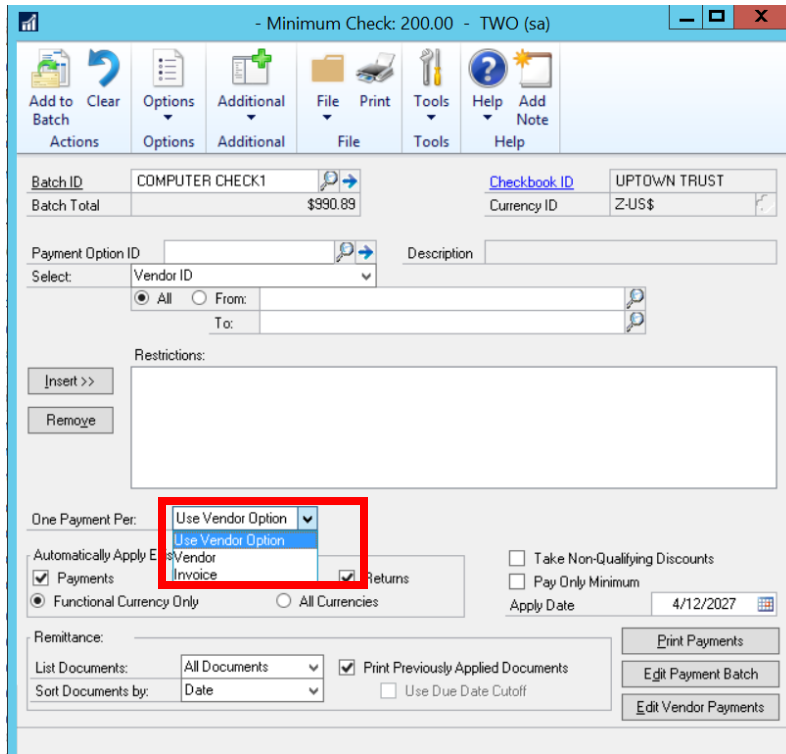 - Minimum Check: 200.00 - TWO (sa)
Add to Batch Clear Options Additional File Print Tools Help Add Note
Actions Options Additional File Tools Help
Batch ID COMPUTER CHECK1 Checkbook ID UPTOWN TRUST
Batch Total $990.89 Currency ID Z-US$
Payment Option ID Description
Select: Vendor ID
All From:
To:
Restrictions:
Insert >>
Remove
One Payment Per: Use Vendor Option
Use Vendor Option
Vendor
Invoice
Automatically Apply Exis
Payments Returns
Functional Currency Only All Currencies
Take Non-Qualifying Discounts
Pay Only Minimum
Apply Date 4/12/2027
Remittance:
List Documents: All Documents Print Previously Applied Documents
Sort Documents by: Date Use Due Date Cutoff
Print Payments
Edit Payment Batch
Edit Vendor Payments